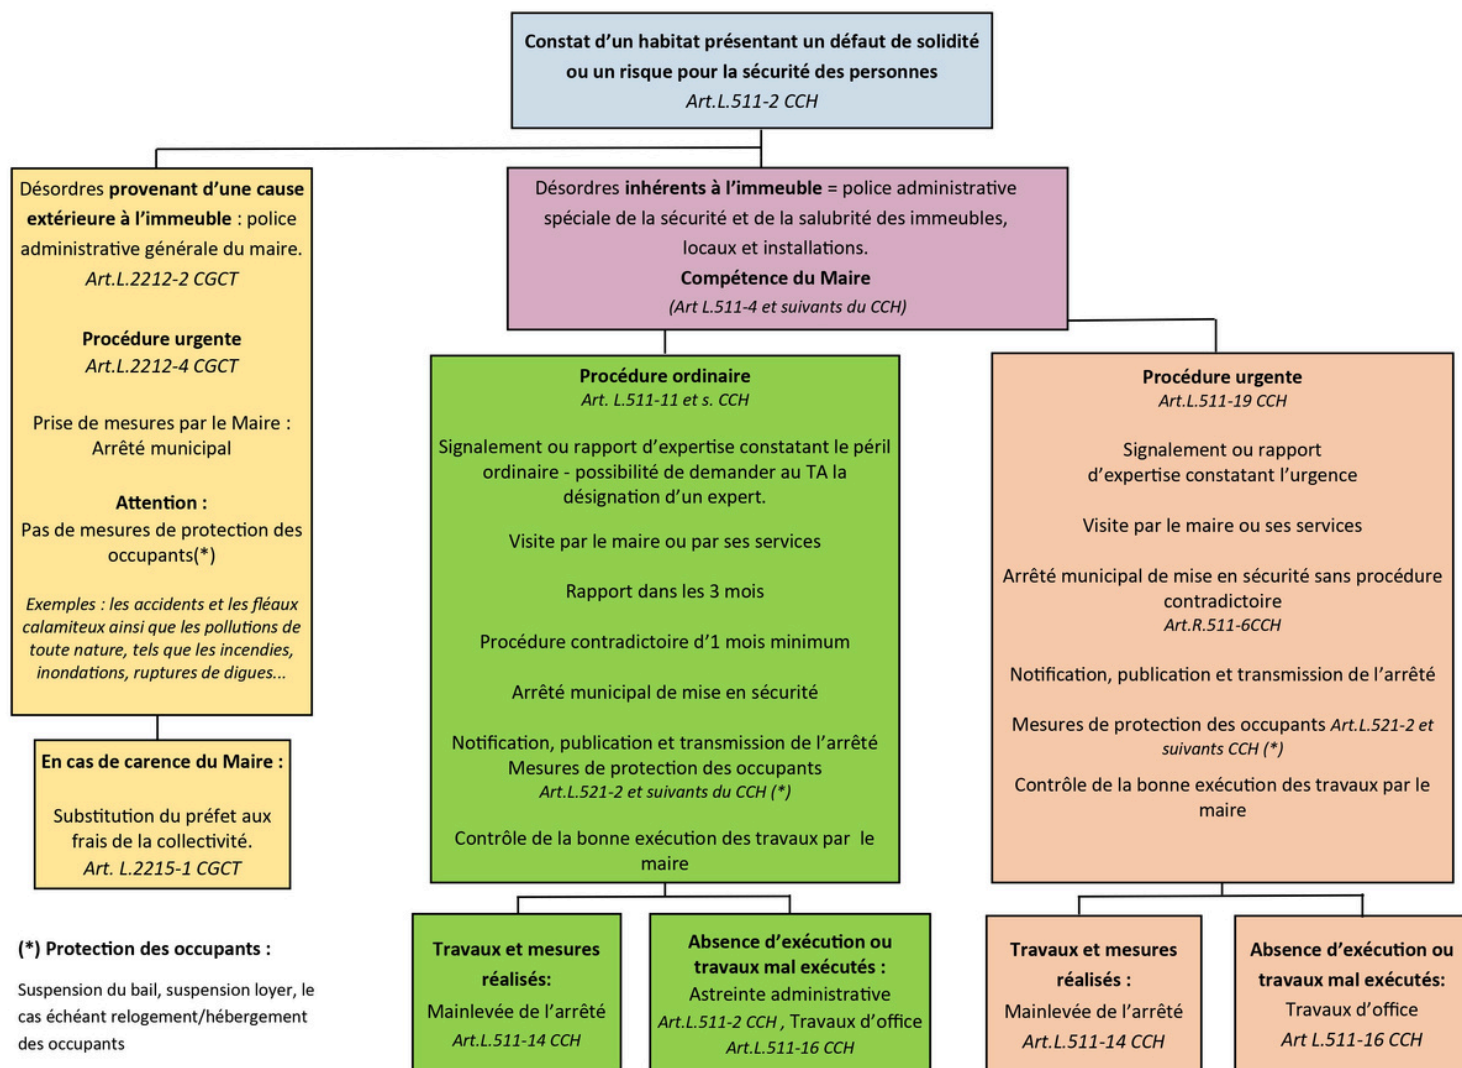 Constat d’un habitat présentant un défaut de solidité
ou un risque pour la sécurité des personnes
Art.L.511-2 CCH
Désordres provenant d’une cause
extérieure à l’immeuble : police
administrative générale du maire.
Art.L.2212-2 CGCT
Procédure urgente
Art.L.2212-4 CGCT
Prise de mesures par le Maire :
Arrêté municipal
Attention :
Pas de mesures de protection des
occupants(*)
Exemples : les accidents et les fléaux
calamiteux ainsi que les pollutions de
toute nature, tels que les incendies,
inondations, ruptures de digues...
En cas de carence du Maire :
Substitution du préfet aux
frais de la collectivité.
Art. L.2215-1 CGCT
(*) Protection des occupants :
Suspension du bail, suspension loyer, le
cas échéant relogement/hébergement
des occupants
Désordres inhérents à l’immeuble = police administrative
spéciale de la sécurité et de la salubrité des immeubles,
locaux et installations.
Compétence du Maire
(Art L.511-4 et suivants du CCH)
Procédure ordinaire
Art. L.511-11 et s. CCH
Signalement ou rapport d’expertise constatant le péril
ordinaire - possibilité de demander au TA la
désignation d’un expert.
Visite par le maire ou par ses services
Rapport dans les 3 mois
Procédure contradictoire d’1 mois minimum
Arrêté municipal de mise en sécurité
Notification, publication et transmission de l’arrêté
Mesures de protection des occupants
Art.L.521-2 et suivants du CCH (*)
Contrôle de la bonne exécution des travaux par le
maire
Travaux et mesures
réalisés:
Mainlevée de l’arrêté
Art.L.511-14 CCH
Absence d’exécution ou
travaux mal exécutés :
Astreinte administrative
Art.L.511-2 CCH , Travaux d’office
Art.L.511-16 CCH
Procédure urgente
Art.L.511-19 CCH
Signalement ou rapport
d’expertise constatant l’urgence
Visite par le maire ou ses services
Arrêté municipal de mise en sécurité sans procédure
contradictoire
Art.R.511-6CCH
Notification, publication et transmission de l’arrêté
Mesures de protection des occupants Art.L.521-2 et
suivants CCH (*)
Contrôle de la bonne exécution des travaux par le
maire
Travaux et mesures
réalisés :
Mainlevée de l’arrêté
Art.L.511-14 CCH
Absence d’exécution ou
travaux mal exécutés:
Travaux d’office
Art L.511-16 CCH